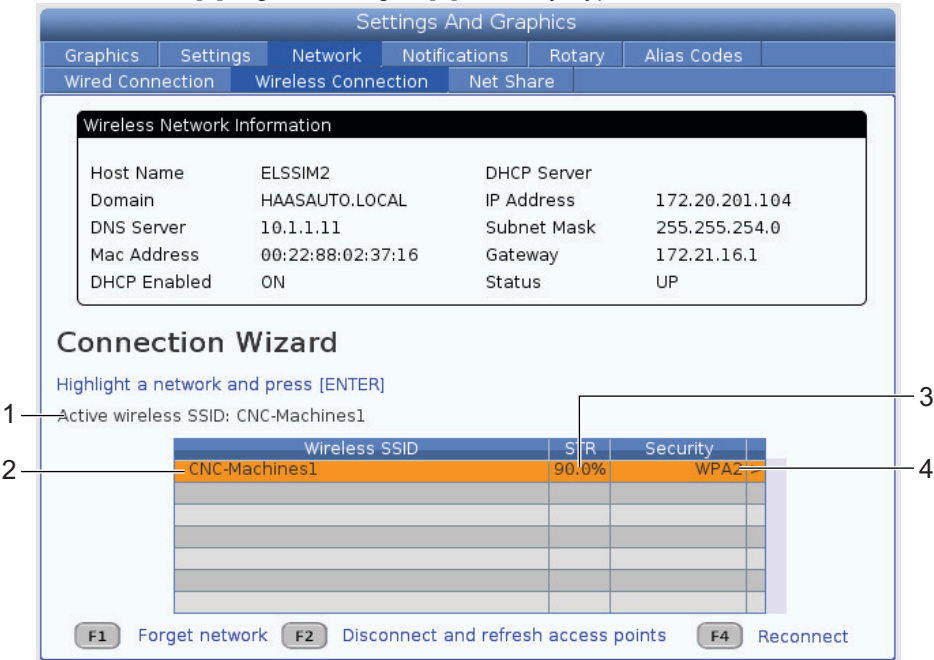 Settings And Graphics
Graphics Settings Network Notifications Rotary Alias Codes
Wired Connection Wireless Connection Net Share
Wireless Network Information
Host Name ELSSIM2 DHCP Server
Domain HAASAUTO.LOCAL IP Address 172.20.201.104
DNS Server 10.1.1.11 Subnet Mask 255.255.254.0
Mac Address 00:22:88:02:37:16 Gateway 172.21.16.1
DHCP Enabled ON Status UP
Connection Wizard
Highlight a network and press [ENTER]
3
1 Active wireless SSID: CNC-Machines1
Wireless SSID STR Security
2 CNC-Machines1 90.0% WPA2 > 4
F1 Forget network F2 Disconnect and refresh access points F4 Reconnect